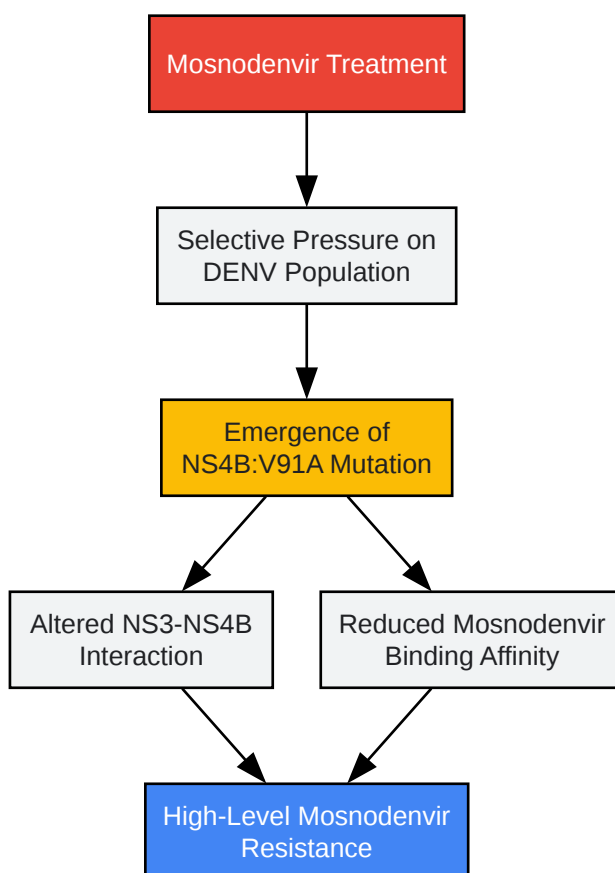 Mosnodenvir Treatment
Selective Pressure on
DENV Population
Emergence of
NS4B:V91A Mutation
Altered NS3-NS4B
Interaction
Reduced Mosnodenvir
Binding Affinity
High-Level Mosnodenvir
Resistance